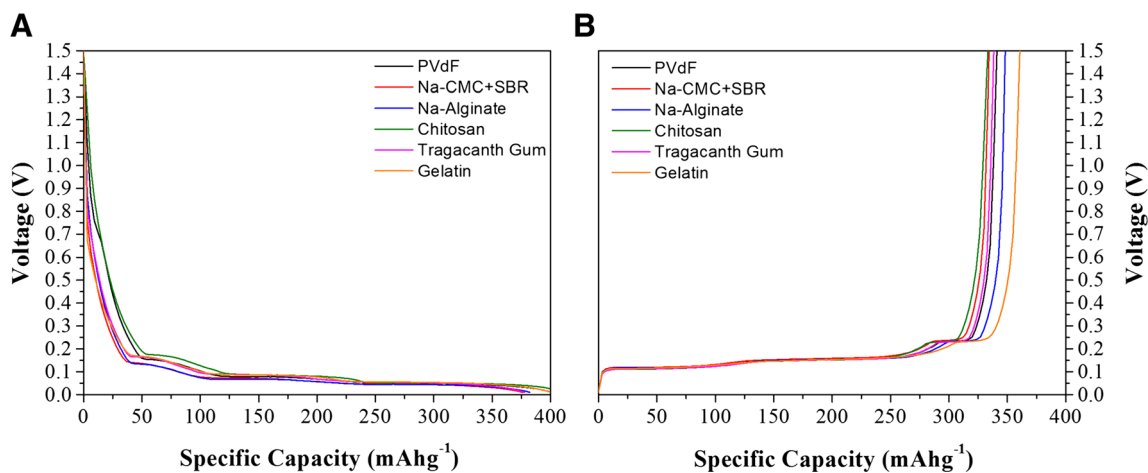 A
1.5
1.4
1.3
1.2
1.1
1.0
0.9
0.8
0.7
0.6
0.5
0.4
0.3
0.2
0.1
0.0
Voltage (V)
PVdF
Na-CMC+SBR
Na-Alginate
Chitosan
Tragacanth Gum
Gelatin
0 50 100 150 200 250 300 350 400
Specific Capacity (mAhg⁻¹)
B
PVdF
Na-CMC+SBR
Na-Alginate
Chitosan
Tragacanth Gum
Gelatin
1.5
1.4
1.3
1.2
1.1
1.0
0.9
0.8
0.7
0.6
0.5
0.4
0.3
0.2
0.1
0.0
Voltage (V)
0 50 100 150 200 250 300 350 400
Specific Capacity (mAhg⁻¹)